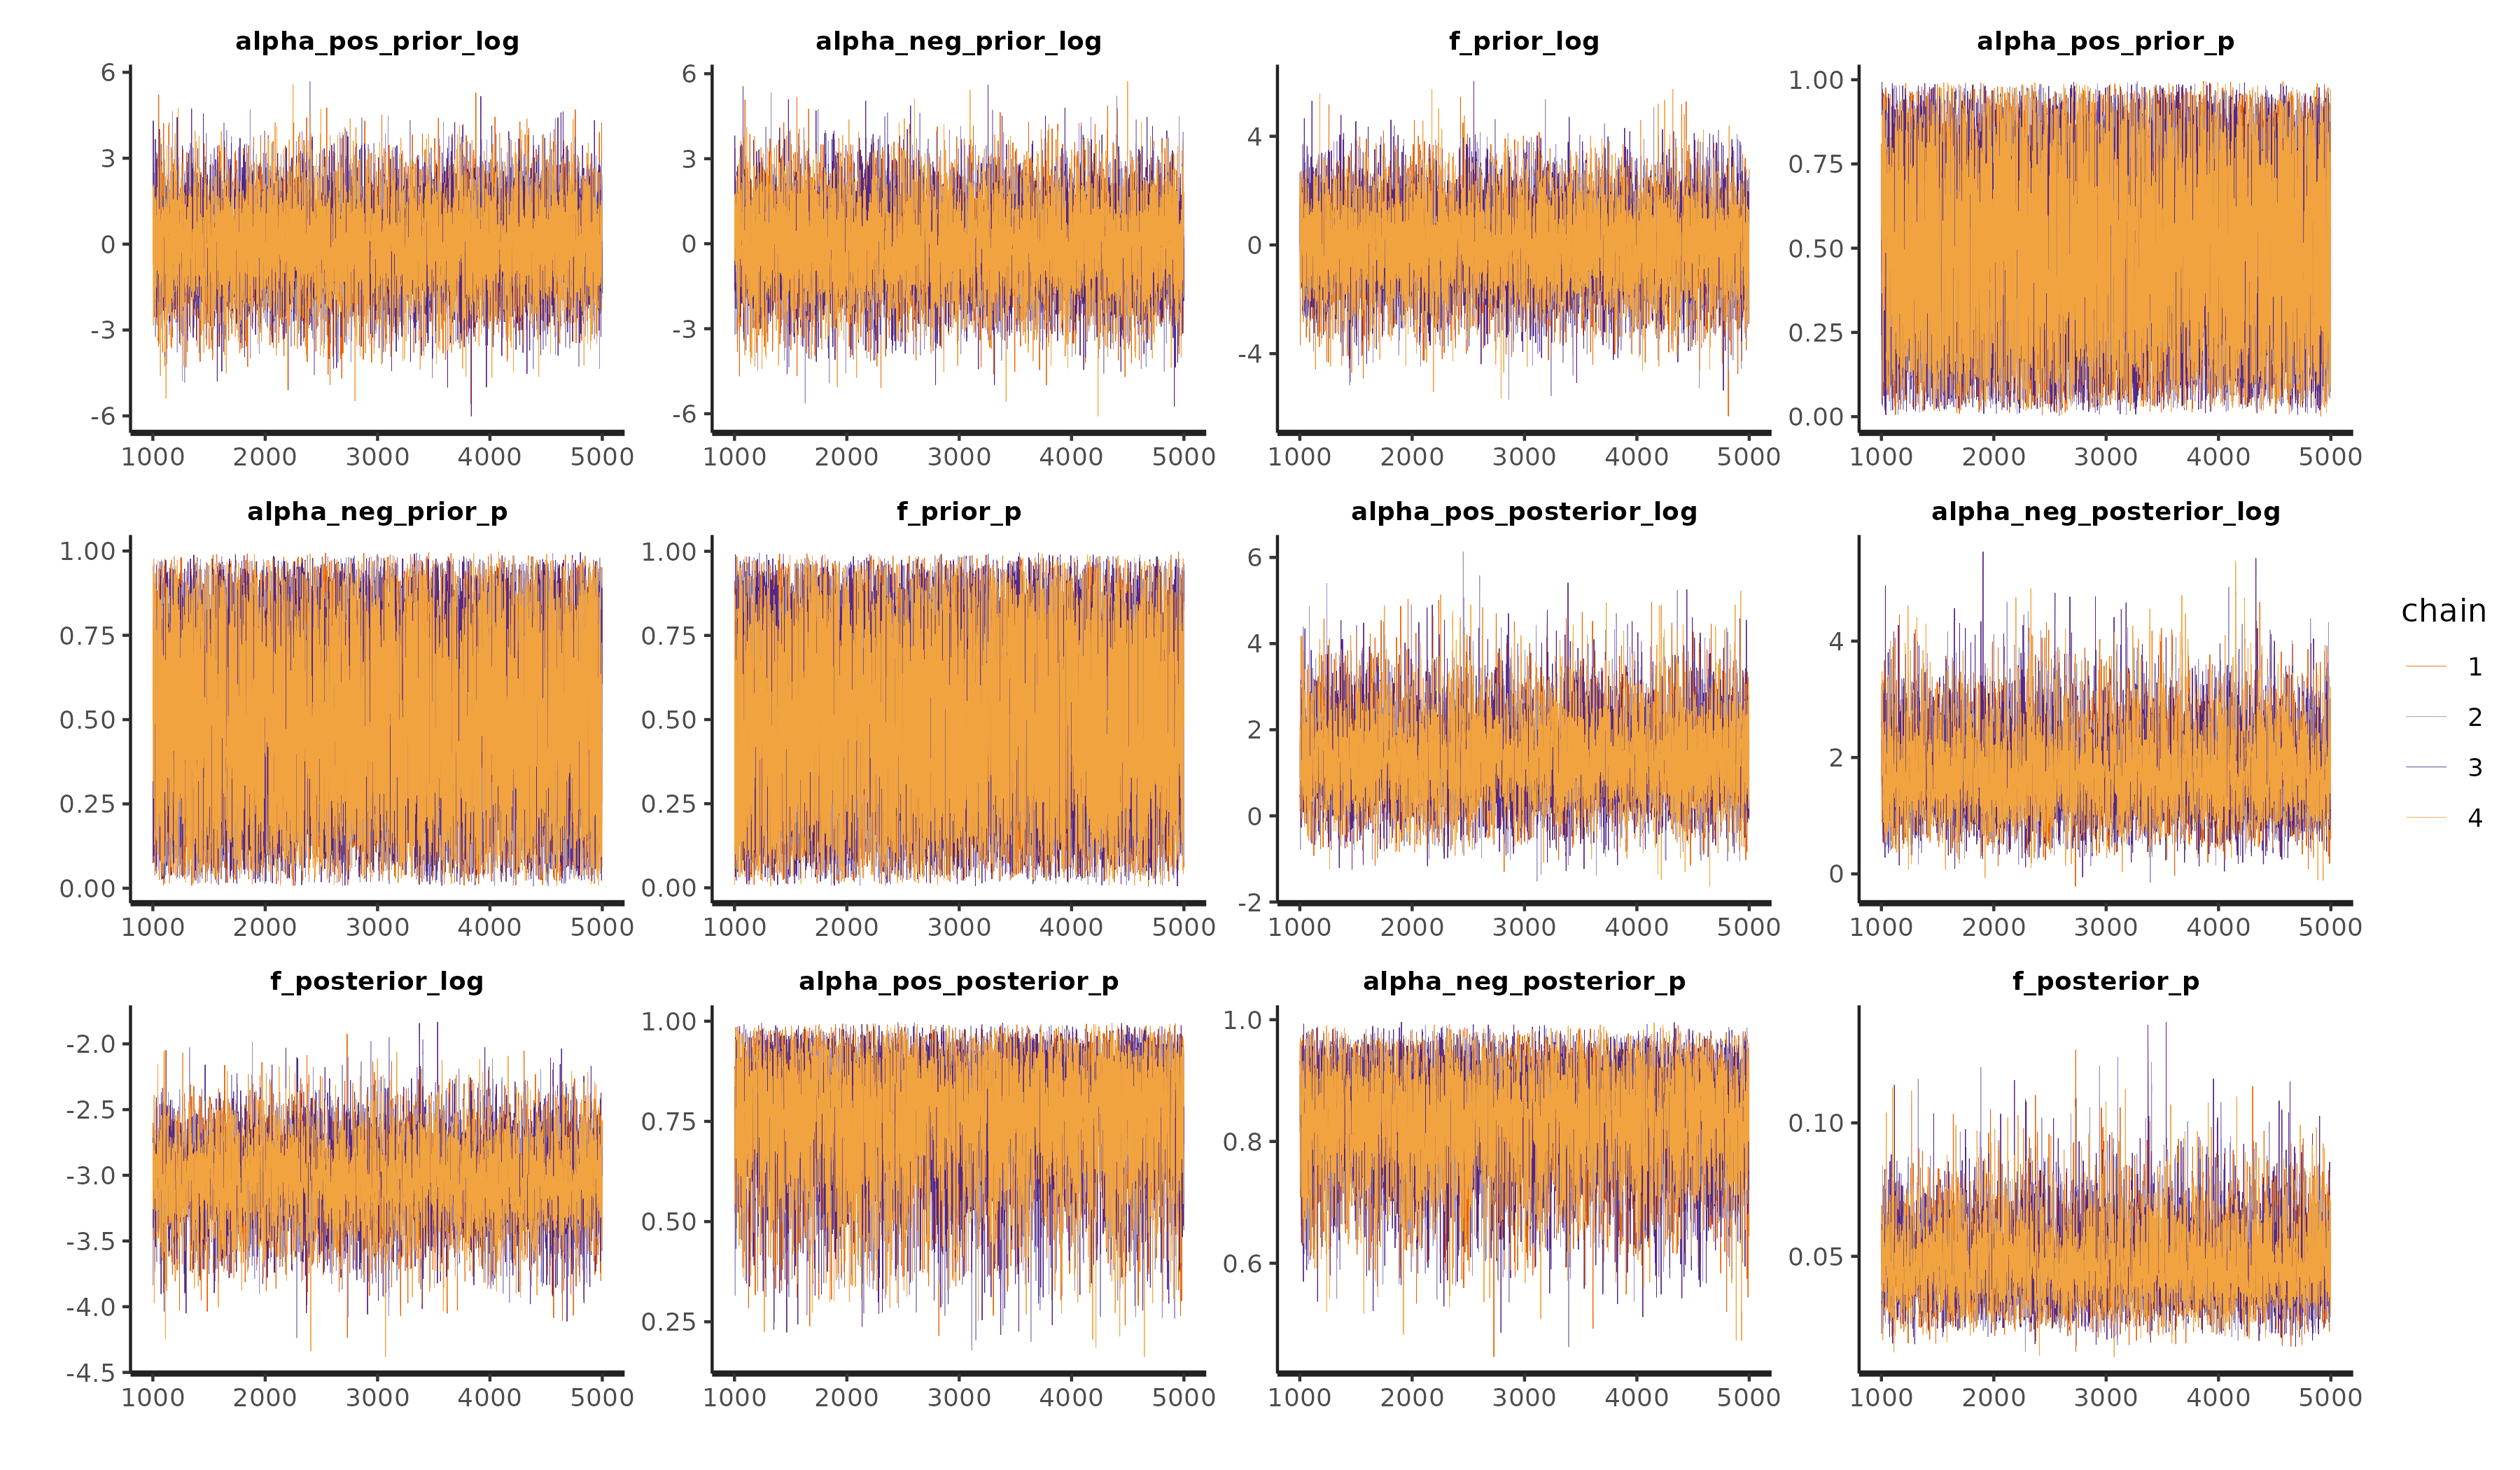 alpha_pos_prior_log alpha_neg_prior_log f_prior_log alpha_pos_prior_p
6 3 0 -3 -6
6 3 0 -3 -6
4 0 -4
1.00 0.75 0.50 0.25 0.00
1000 2000 3000 4000 5000 1000 2000 3000 4000 5000 1000 2000 3000 4000 5000 1000 2000 3000 4000 5000
alpha_neg_prior_p f_prior_p alpha_pos_posterior_log alpha_neg_posterior_log
1.00 0.75 0.50 0.25 0.00
1.00 0.75 0.50 0.25 0.00
6 4 2 0 -2
4 2 0
1000 2000 3000 4000 5000 1000 2000 3000 4000 5000 1000 2000 3000 4000 5000 1000 2000 3000 4000 5000
f_posterior_log alpha_pos_posterior_p alpha_neg_posterior_p f_posterior_p
-2.0 -2.5 -3.0 -3.5 -4.0 -4.5
1.00 0.75 0.50 0.25
1.0 0.8 0.6
0.10 0.05
1000 2000 3000 4000 5000 1000 2000 3000 4000 5000 1000 2000 3000 4000 5000 1000 2000 3000 4000 5000
chain
1
2
3
4